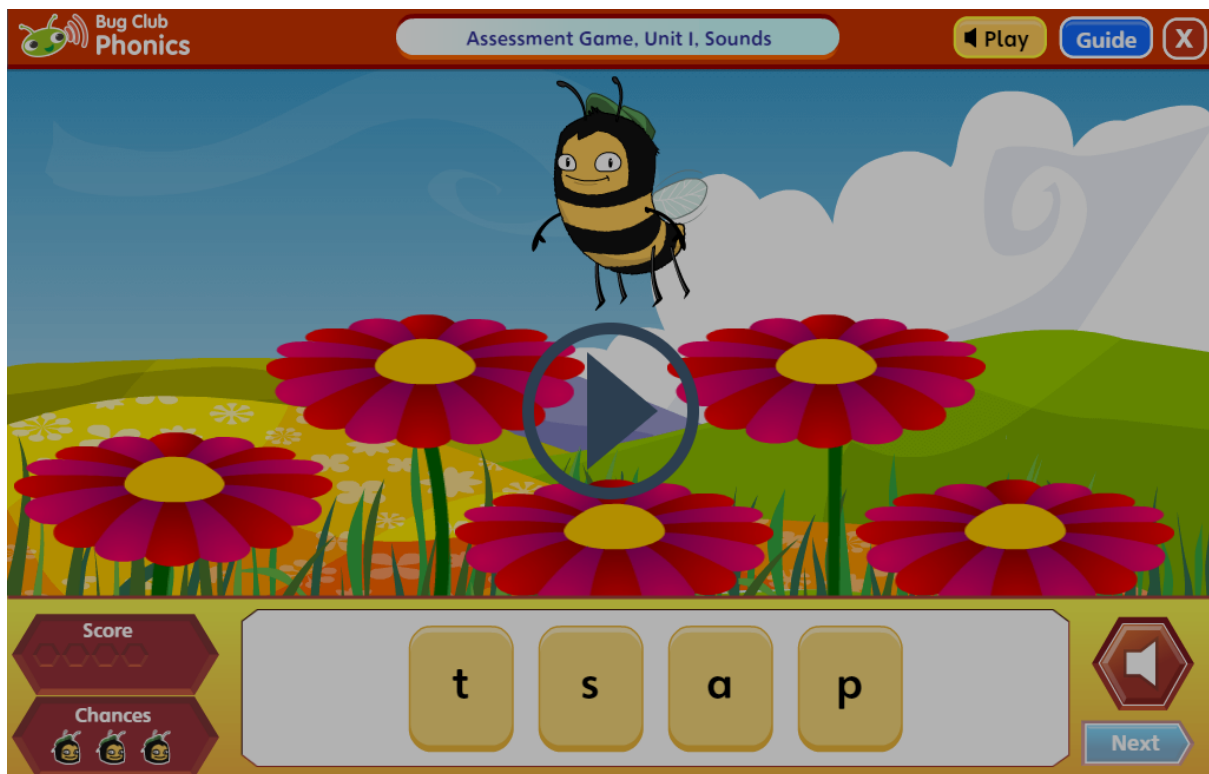 Bug Club
Phonics
Assessment Game, Unit 1, Sounds
Play
Guide
X
Score
Chances
t s a p
Next